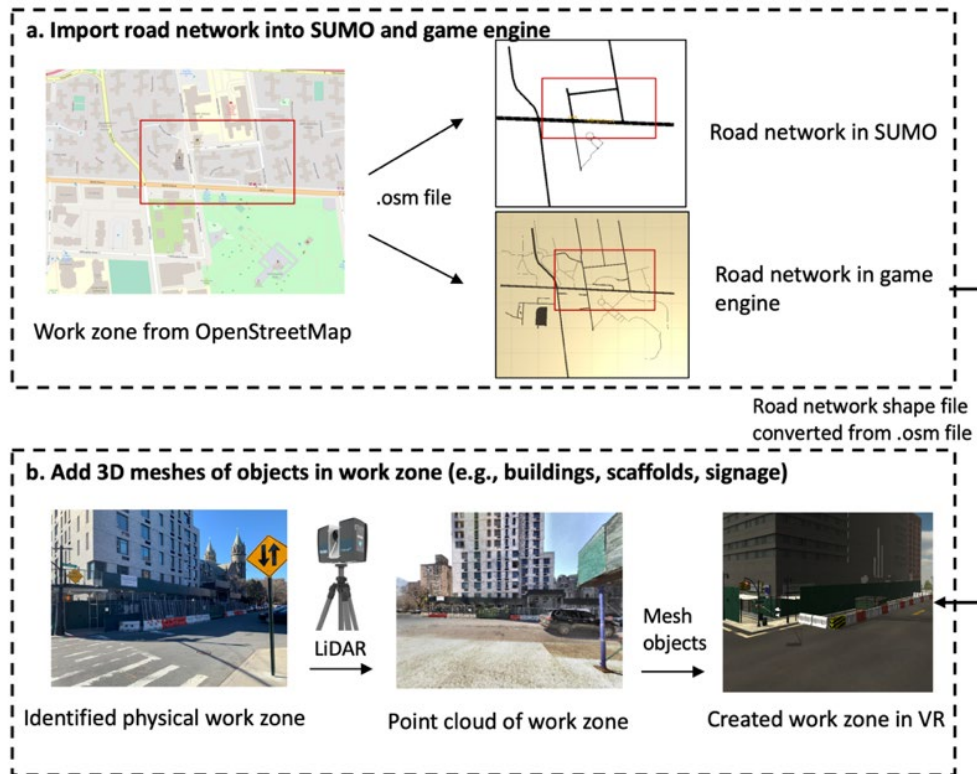 a. Import road network into SUMO and game engine
Road network in SUMO
.osm file
Road network in game
engine
Work zone from OpenStreetMap
Road network shape file
converted from .osm file
b. Add 3D meshes of objects in work zone (e.g., buildings, scaffolds, signage)
LiDAR
Mesh
objects
Identified physical work zone
Point cloud of work zone
Created work zone in VR